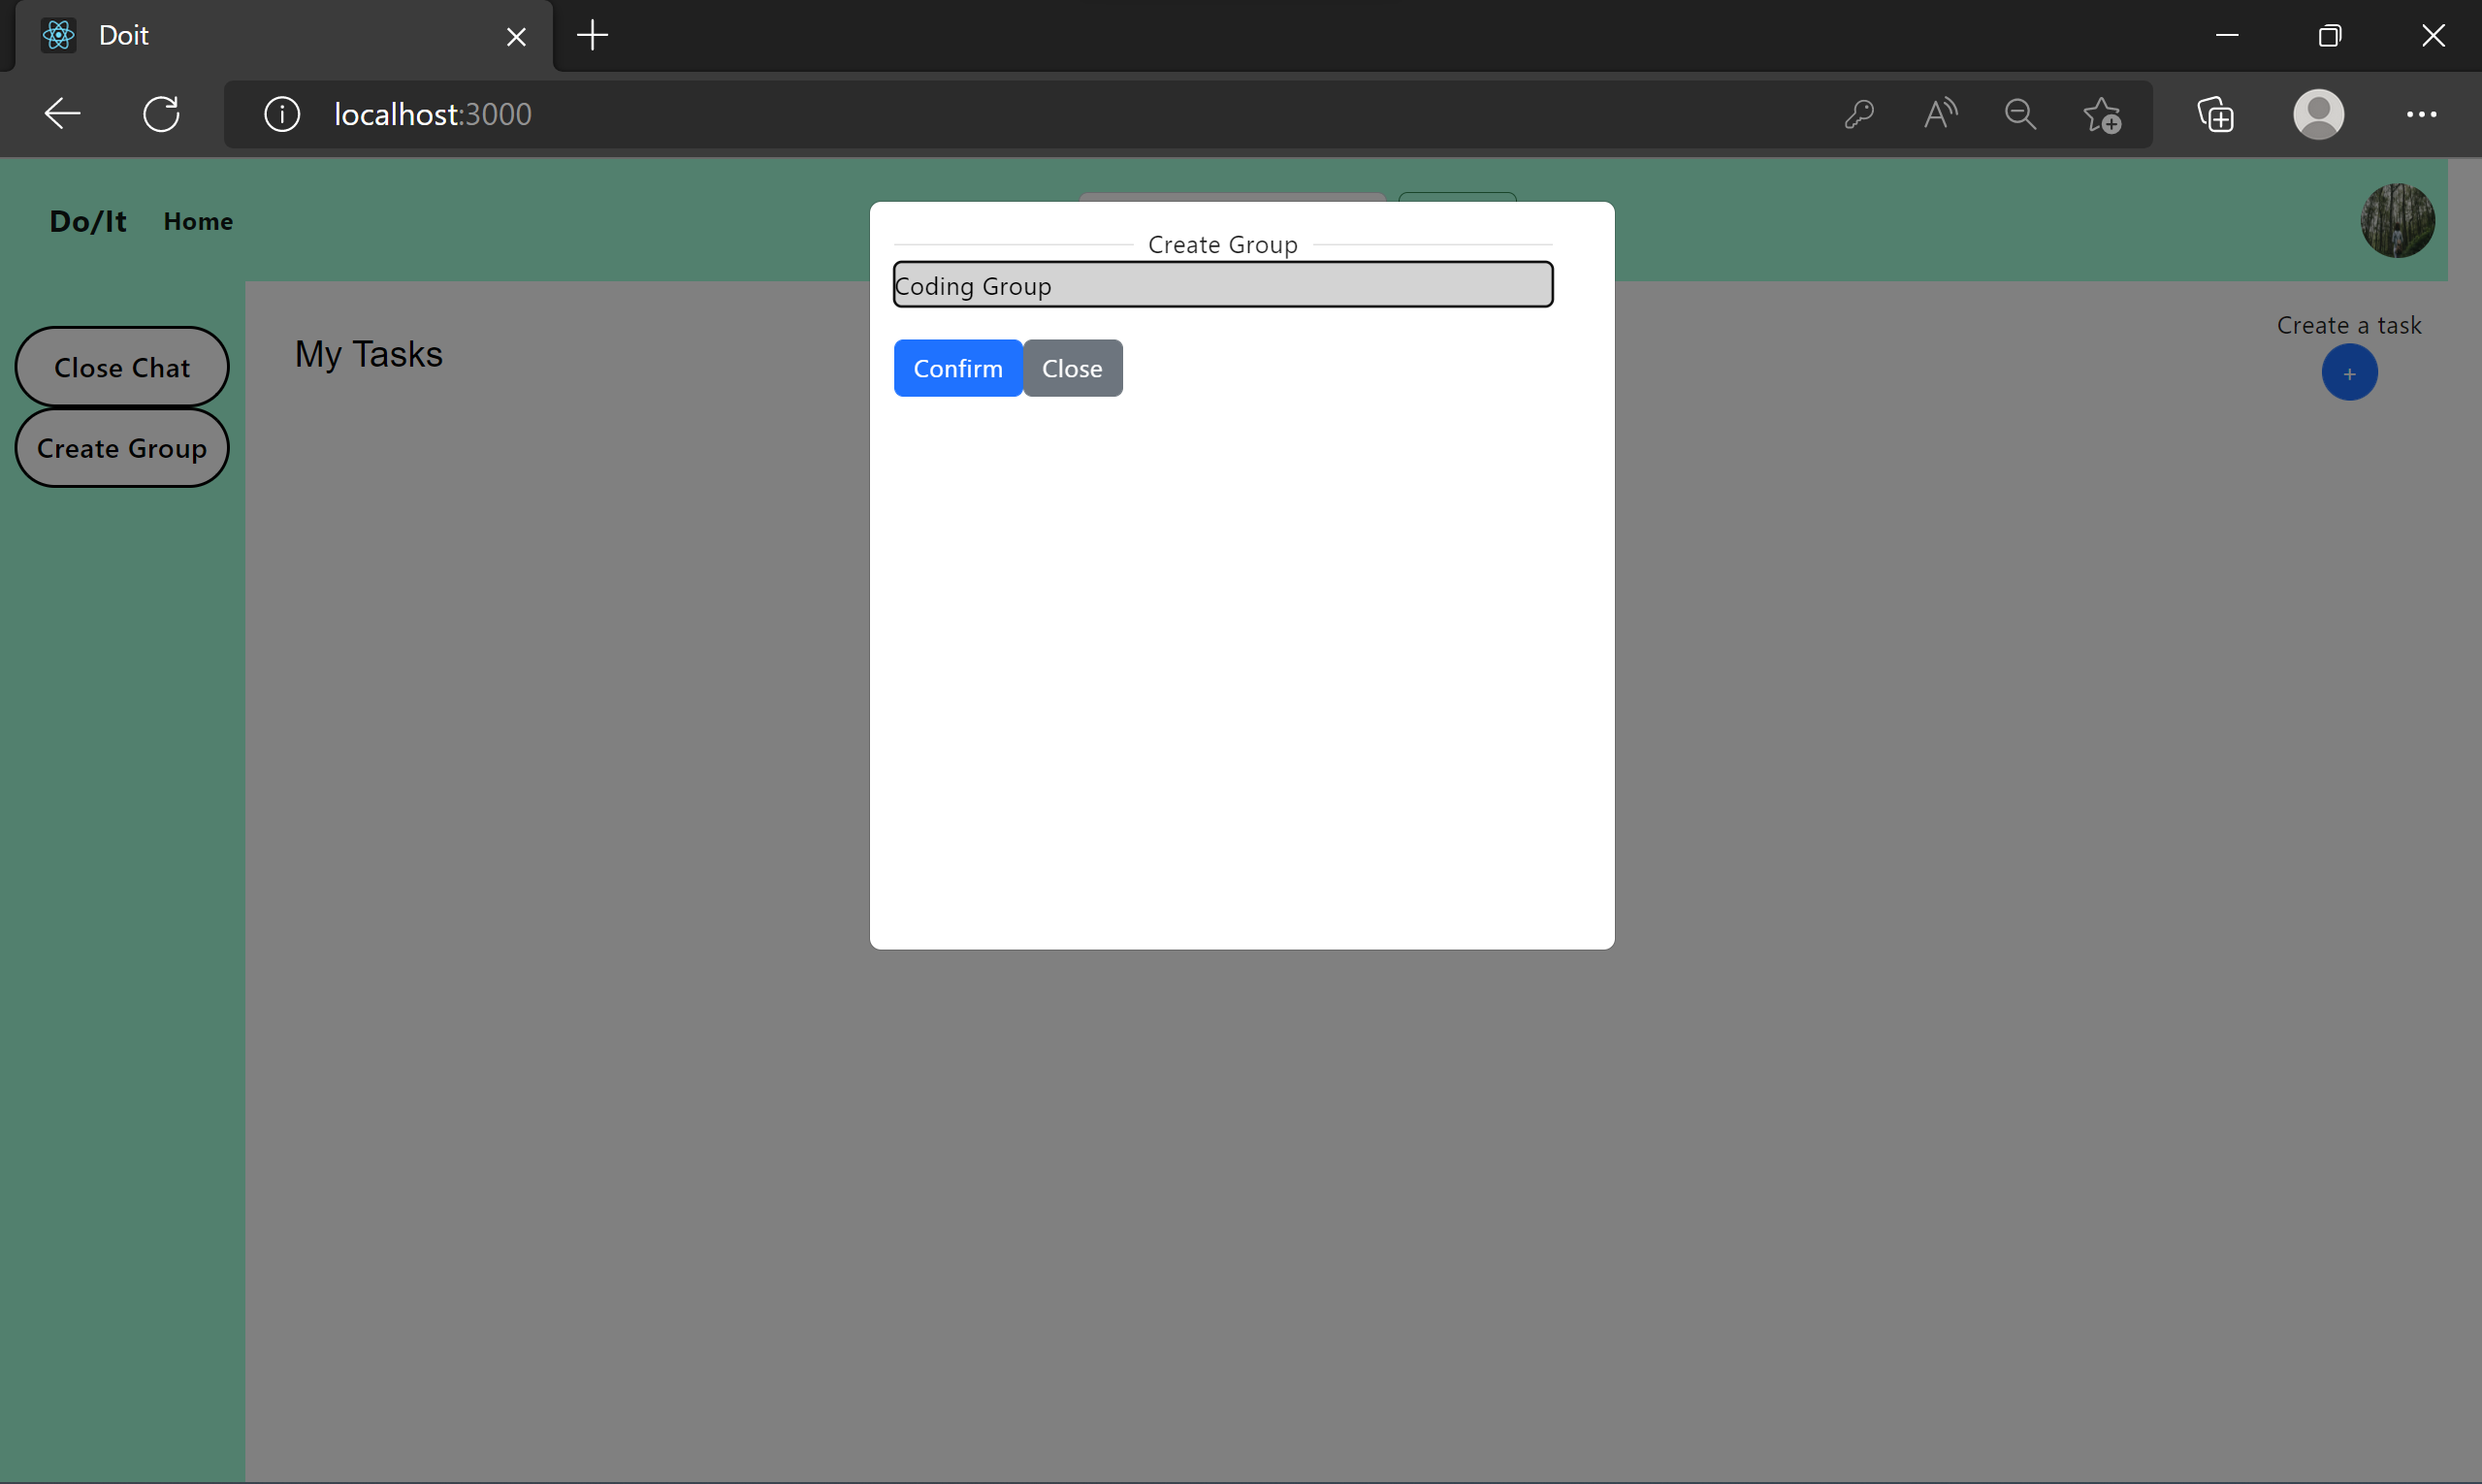 Doit
localhost:3000
Do/It
Home
Create Group
Coding Group
Confirm
Close
Close Chat
Create Group
My Tasks
Create a task
+